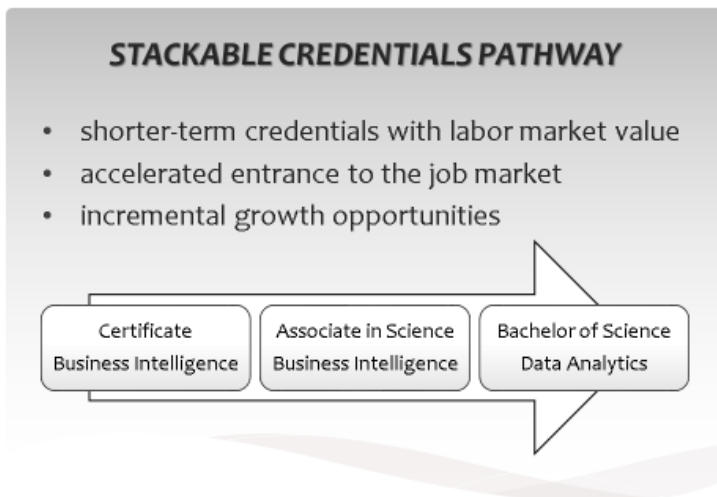 STACKABLE CREDENTIALS PATHWAY
• shorter-term credentials with labor market value
• accelerated entrance to the job market
• incremental growth opportunities
Certificate
Business Intelligence
Associate in Science
Business Intelligence
Bachelor of Science
Data Analytics